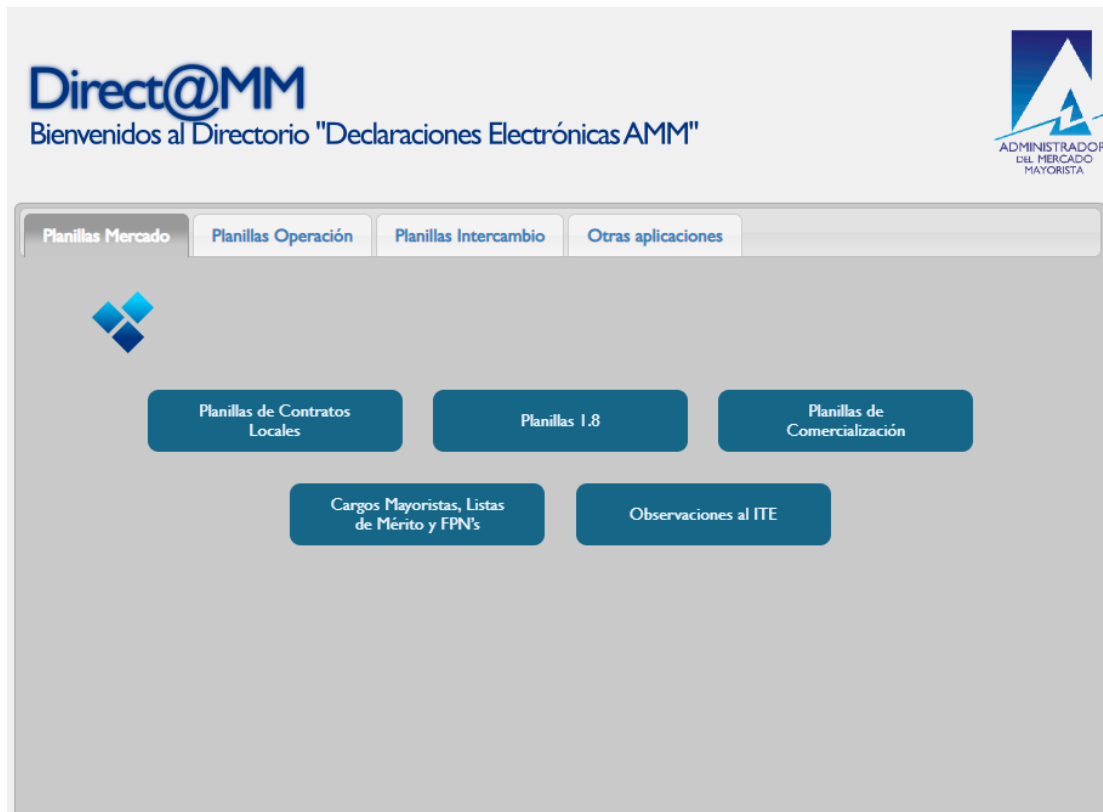 Direct@MM
Bienvenidos al Directorio "Declaraciones Electrónicas AMM"
ADMINISTRADOR
DEL MERCADO
MAYORISTA
Planillas Mercado
Planillas Operación
Planillas Intercambio
Otras aplicaciones
Planillas de Contratos
Locales
Planillas 1.8
Planillas de
Comercialización
Cargos Mayoristas, Listas
de Mérito y FPN's
Observaciones al ITE